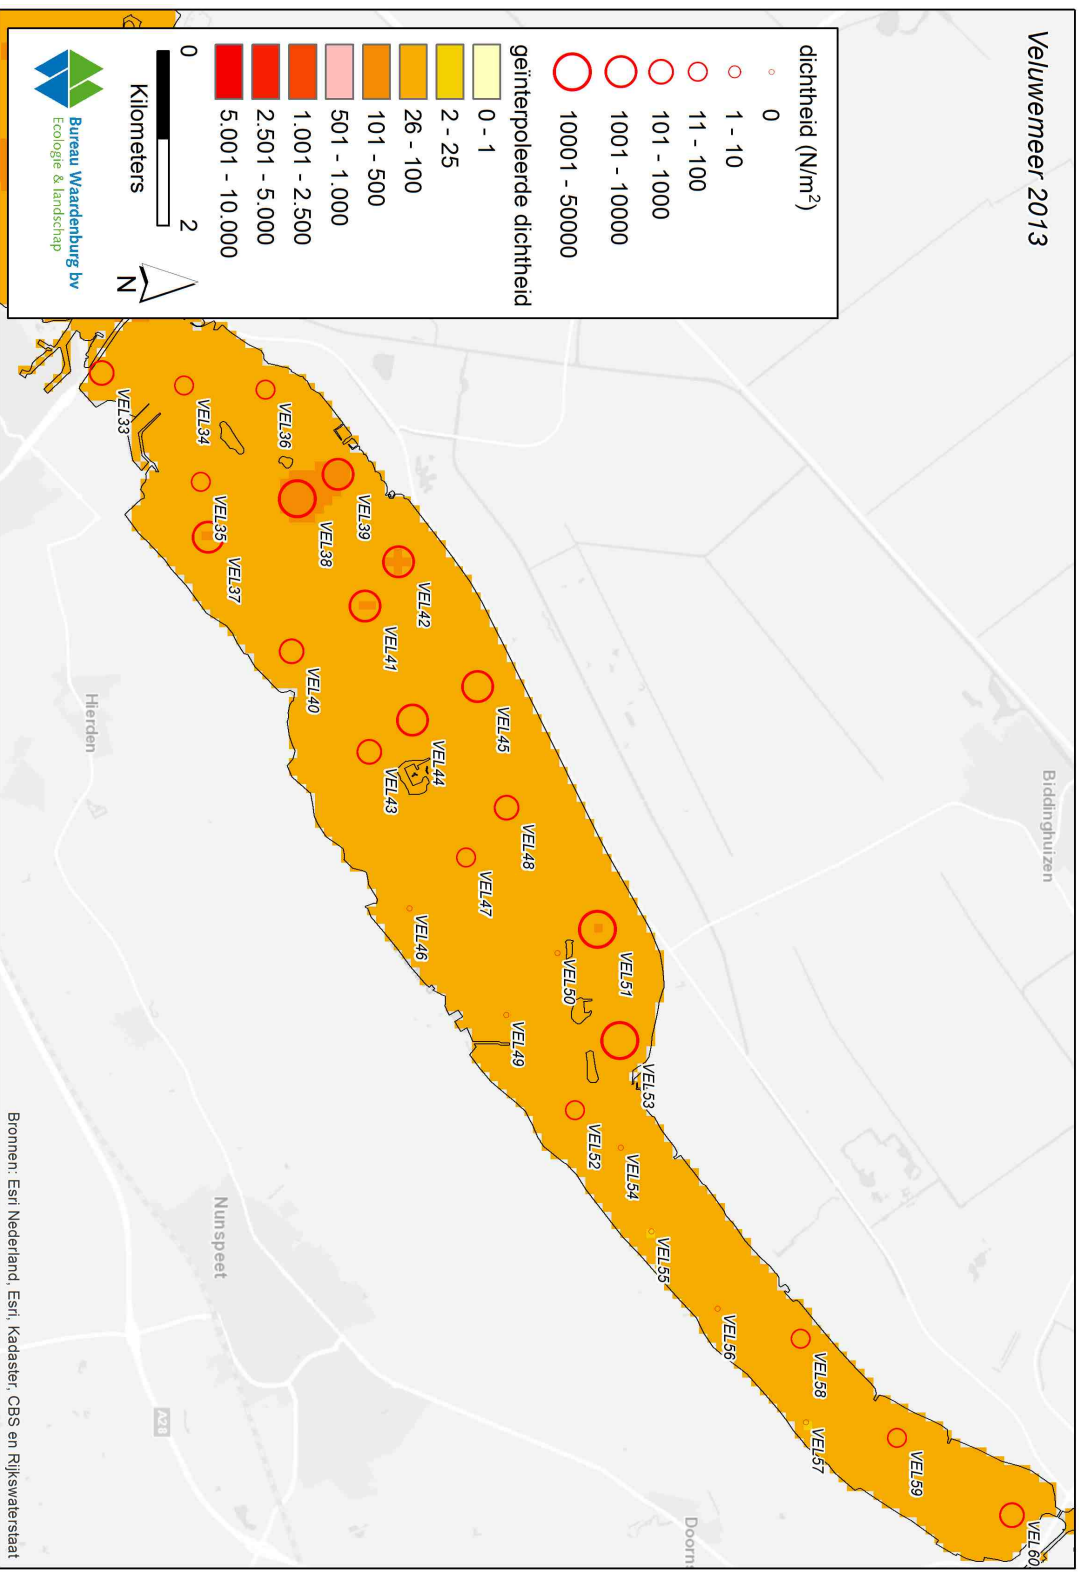 Veluwemeer 2013
dichtheid (N/m²)
0
1 - 10
11 - 100
101 - 1000
1001 - 10000
10001 - 50000
geïnterpoleerde dichtheid
0 - 1
2 - 25
26 - 100
101 - 500
501 - 1.000
1.001 - 2.500
2.501 - 5.000
5.001 - 10.000
0 2
Kilometers
N
Bureau Waardenburg bv
Ecologie & landschap
VEL33
VEL34
VEL36
VEL35
VEL37
VEL39
VEL38
VEL42
VEL41
VEL40
VEL45
VEL44
VEL43
VEL48
VEL47
VEL46
VEL51
VEL50
VEL49
VEL53
VEL52
VEL54
VEL55
VEL56
VEL58
VEL57
VEL59
VEL60
Biddinghuizen
Hierden
Nunspeet
A28
Doorns
Bronnen: Esri Nederland, Esri, Kadaster, CBS en Rijkswaterstaat